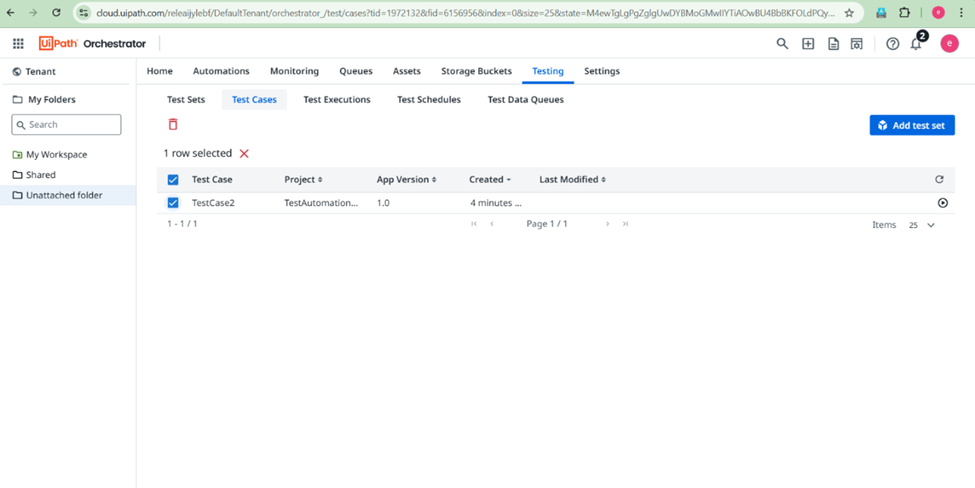 cloud.uipath.com/releaijylebf/DefaultTenant/orchestrator_/test/cases?tid=1972132&fid=6156956&index=0&size=25&state=
e
UiPath Orchestrator
2
e
Tenant
Home Automations Monitoring Queues Assets Storage Buckets Testing Settings
My Folders
Test Sets Test Cases Test Executions Test Schedules Test Data Queues
Search
Add test set
My Workspace
1 row selected
Shared
Test Case Project App Version Created Last Modified
Unattached folder
TestCase2 TestAutomation... 1.0 4 minutes ...
1 - 1 / 1 Page 1 / 1 Items 25